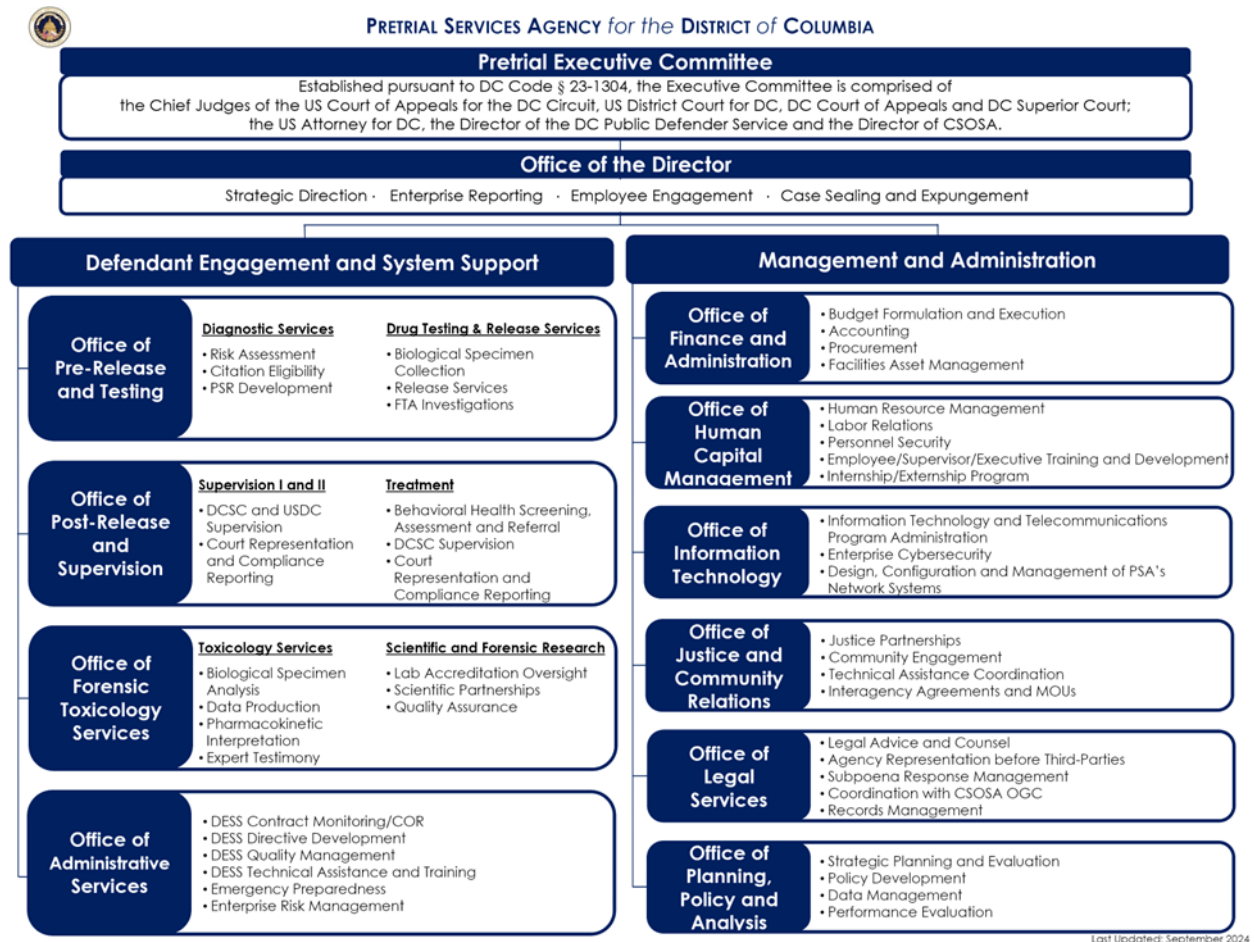 PRETRIAL SERVICES AGENCY for the DISTRICT of COLUMBIA
Pretrial Executive Committee
Established pursuant to DC Code § 23-1304, the Executive Committee is comprised of
the Chief Judges of the US Court of Appeals for the DC Circuit, US District Court for DC, DC Court of Appeals and DC Superior Court;
the US Attorney for DC, the Director of the DC Public Defender Service and the Director of CSOSA.
Office of the Director
Strategic Direction · Enterprise Reporting · Employee Engagement · Case Sealing and Expungement
Defendant Engagement and System Support
Office of
Pre-Release
and Testing
Diagnostic Services
• Risk Assessment
• Citation Eligibility
• PSR Development
Drug Testing & Release Services
• Biological Specimen
Collection
• Release Services
• FTA Investigations
Office of
Post-Release
and
Supervision
Supervision I and II
• DCSC and USDC
Supervision
• Court Representation
and Compliance
Reporting
Treatment
• Behavioral Health Screening,
Assessment and Referral
• DCSC Supervision
• Court
Representation and
Compliance Reporting
Office of
Forensic
Toxicology
Services
Toxicology Services
• Biological Specimen
Analysis
• Data Production
• Pharmacokinetic
Interpretation
• Expert Testimony
Scientific and Forensic Research
• Lab Accreditation Oversight
• Scientific Partnerships
• Quality Assurance
Office of
Administrative
Services
• DESS Contract Monitoring/COR
• DESS Directive Development
• DESS Quality Management
• DESS Technical Assistance and Training
• Emergency Preparedness
• Enterprise Risk Management
Management and Administration
Office of
Finance and
Administration
• Budget Formulation and Execution
• Accounting
• Procurement
• Facilities Asset Management
Office of
Human
Capital
Management
• Human Resource Management
• Labor Relations
• Personnel Security
• Employee/Supervisor/Executive Training and Development
• Internship/Externship Program
Office of
Information
Technology
• Information Technology and Telecommunications
Program Administration
• Enterprise Cybersecurity
• Design, Configuration and Management of PSA's
Network Systems
Office of
Justice and
Community
Relations
• Justice Partnerships
• Community Engagement
• Technical Assistance Coordination
• Interagency Agreements and MOUs
Office of
Legal
Services
• Legal Advice and Counsel
• Agency Representation before Third-Parties
• Subpoena Response Management
• Coordination with CSOSA OGC
• Records Management
Office of
Planning,
Policy and
Analysis
• Strategic Planning and Evaluation
• Policy Development
• Data Management
• Performance Evaluation
Last Updated: September 2024